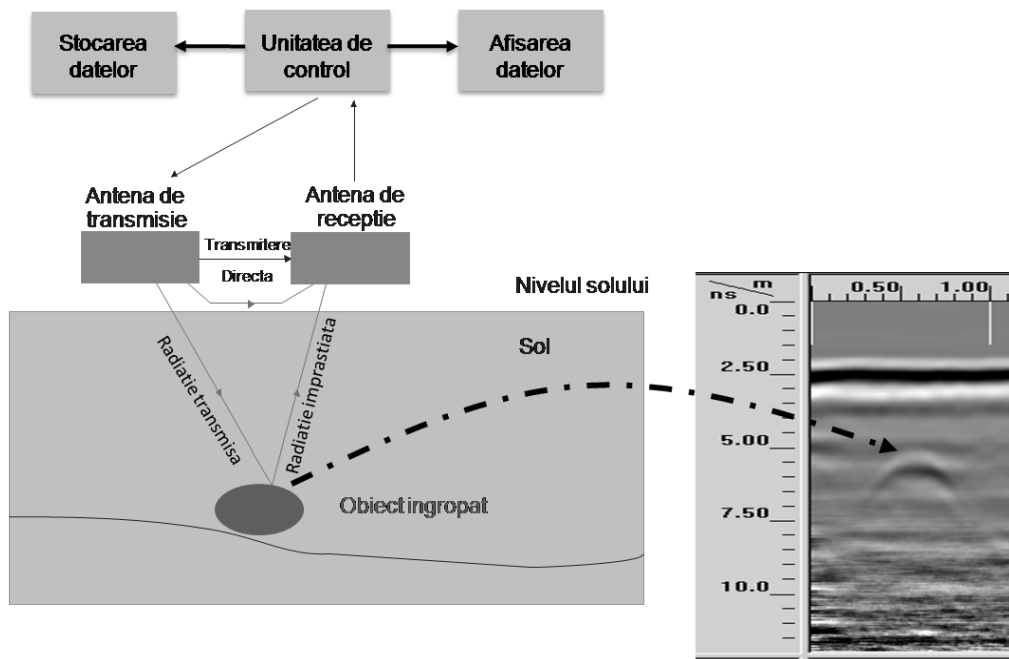 Stocarea
datelor
Unitatea de
control
Afisarea
datelor
Antena de
transmisie
Antena de
receptie
Transmitere
Directa
Nivelul solului
Sol
Radiatie transmisa
Radiatie imprastiata
Obiect ingropat
m
ns
0.50
1.00
0.0
2.50
5.00
7.50
10.0